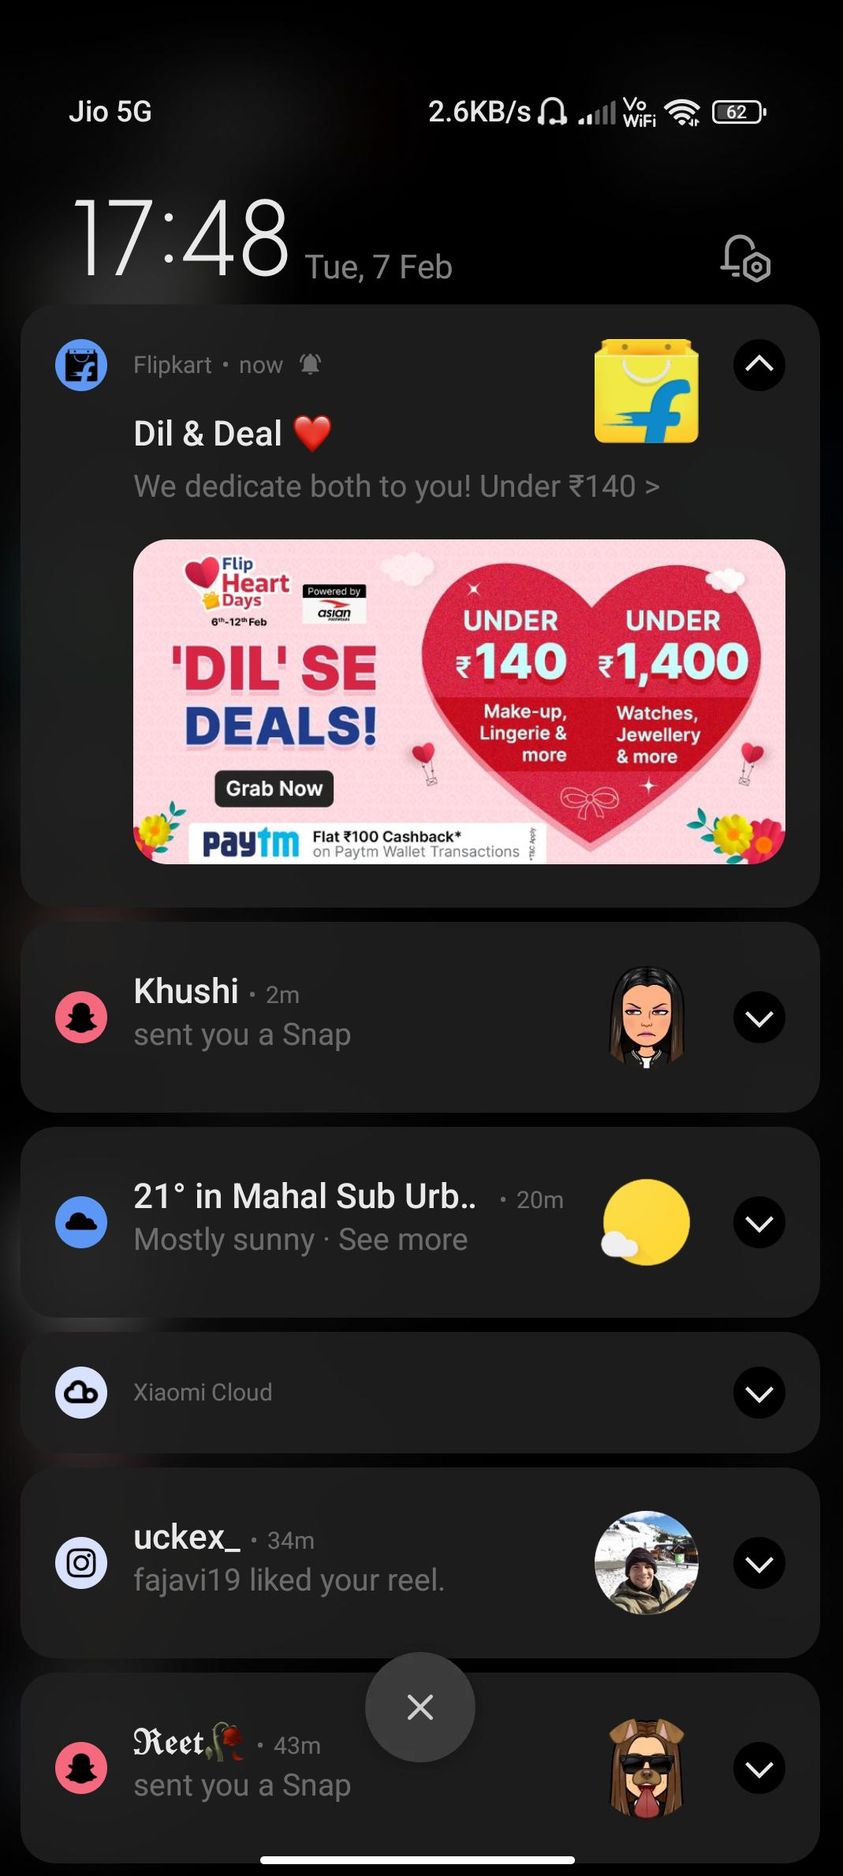 Jio 5G 2.6KB/s Vo WiFi 62
17:48 Tue, 7 Feb
Flipkart • now
Dil & Deal ❤️
We dedicate both to you! Under ₹140 >
Flip
Heart
Days
6th-12th Feb
Powered by
asian
FOOTWEARS
'DIL' SE
DEALS!
Grab Now
UNDER
₹140
Make-up,
Lingerie &
more
UNDER
₹1,400
Watches,
Jewellery
& more
paytm
Flat ₹100 Cashback*
on Paytm Wallet Transactions
*T&C Apply
Khushi • 2m
sent you a Snap
21° in Mahal Sub Urb.. • 20m
Mostly sunny · See more
Xiaomi Cloud
uckex_ • 34m
fajavi19 liked your reel.
ℜ𝔢𝔢𝔱🥀 • 43m
sent you a Snap